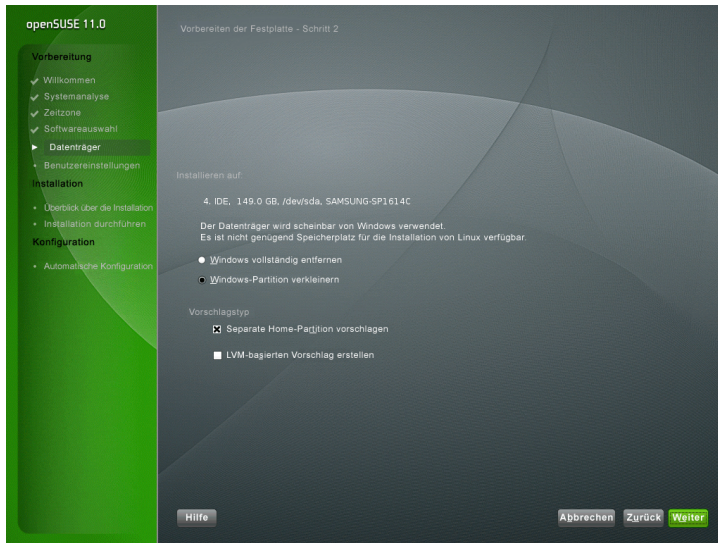 openSUSE 11.0
Vorbereitung
Willkommen
Systemanalyse
Zeitzone
Softwareauswahl
Datenträger
Benutzereinstellungen
Installation
Überblick über die Installation
Installation durchführen
Konfiguration
Automatische Konfiguration
Vorbereiten der Festplatte - Schritt 2
Installieren auf:
4. IDE, 149.0 GB, /dev/sda, SAMSUNG-SP1614C
Der Datenträger wird scheinbar von Windows verwendet.
Es ist nicht genügend Speicherplatz für die Installation von Linux verfügbar.
Windows vollständig entfernen
Windows-Partition verkleinern
Vorschlagstyp
Separate Home-Partition vorschlagen
LVM-basierten Vorschlag erstellen
Hilfe
Abbrechen Zurück Weiter